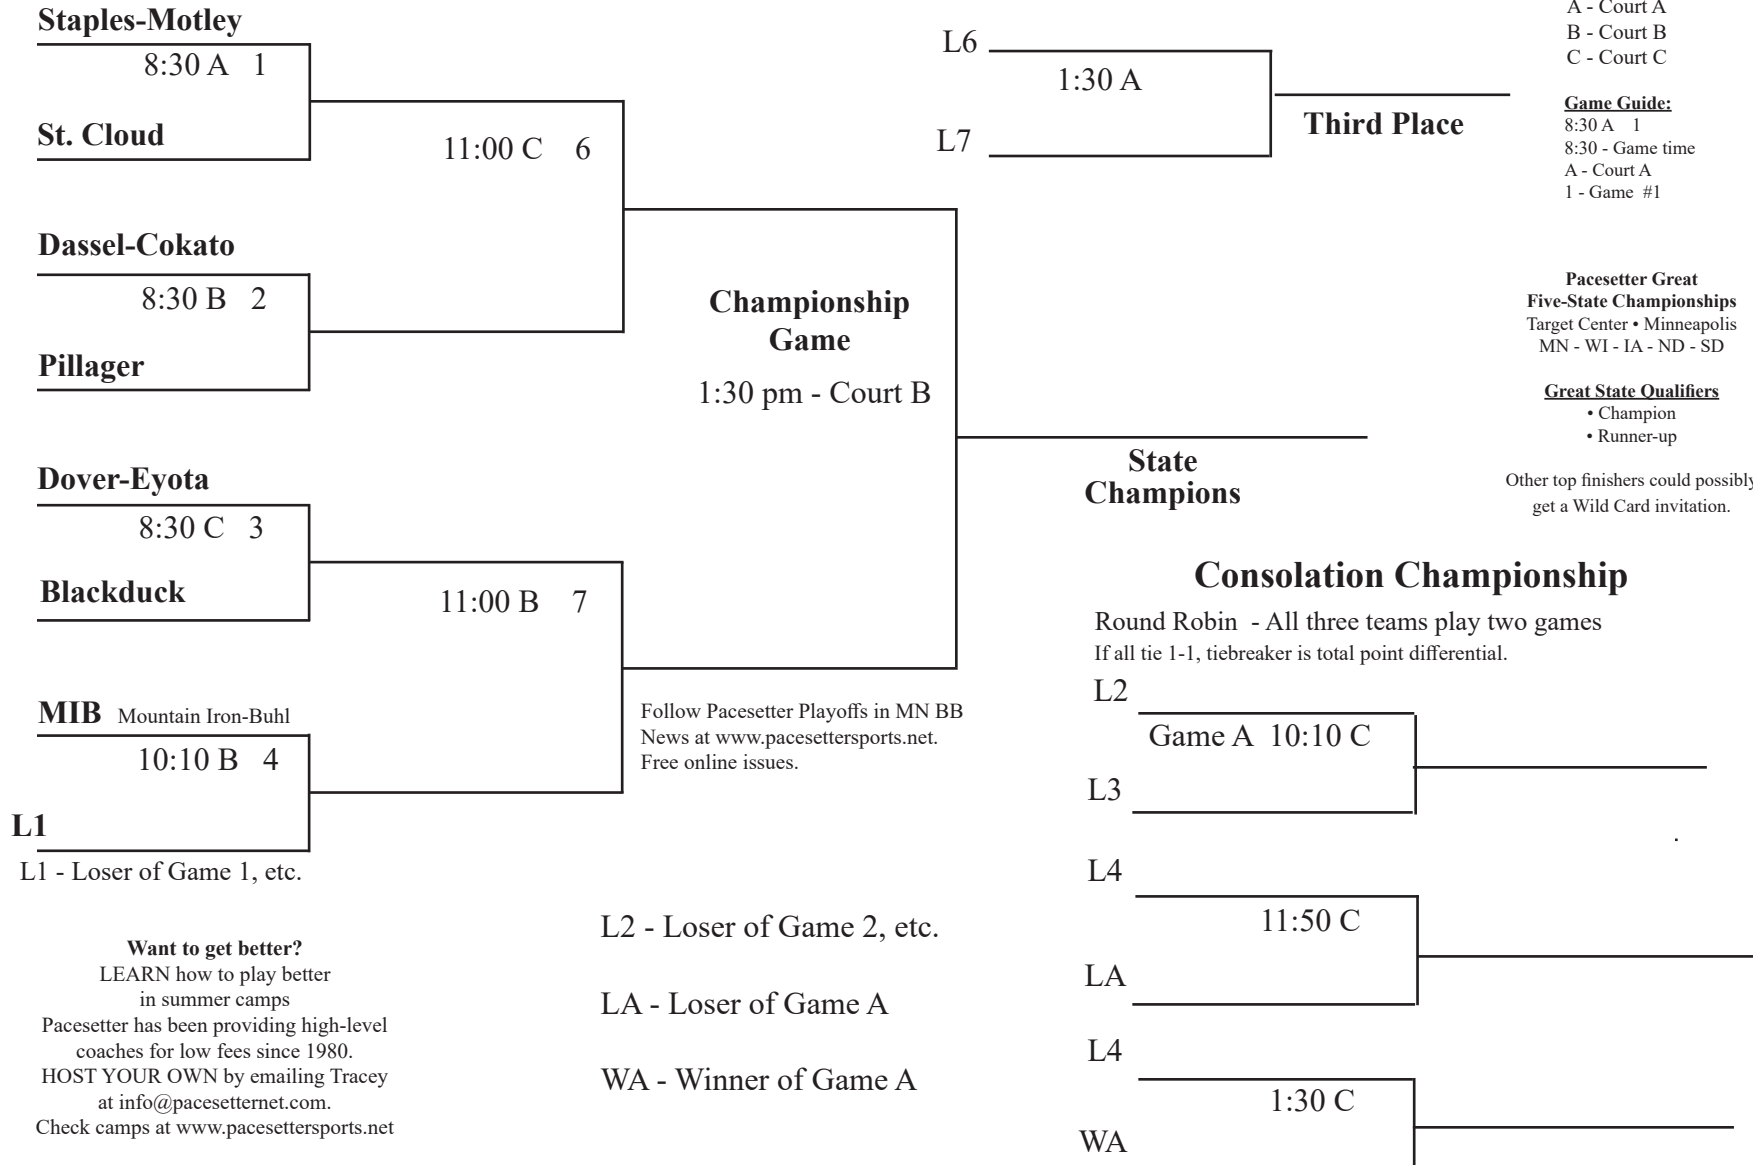 Staples-Motley
8:30 A 1
St. Cloud
11:00 C 6
Dassel-Cokato
8:30 B 2
Pillager
Championship
Game
1:30 pm - Court B
Dover-Eyota
8:30 C 3
Blackduck
11:00 B 7
MIB Mountain Iron-Buhl
10:10 B 4
L1
L1 - Loser of Game 1, etc.
Follow Pacesetter Playoffs in MN BB
News at www.pacesettersports.net.
Free online issues.
Want to get better?
LEARN how to play better
in summer camps
Pacesetter has been providing high-level
coaches for low fees since 1980.
HOST YOUR OWN by emailing Tracey
at info@pacesetternet.com.
Check camps at www.pacesettersports.net
L2 - Loser of Game 2, etc.
LA - Loser of Game A
WA - Winner of Game A
L6
1:30 A
L7
Third Place
State
Champions
A - Court A
B - Court B
C - Court C
Game Guide:
8:30 A 1
8:30 - Game time
A - Court A
1 - Game #1
Pacesetter Great
Five-State Championships
Target Center • Minneapolis
MN - WI - IA - ND - SD
Great State Qualifiers
• Champion
• Runner-up
Other top finishers could possibly
get a Wild Card invitation.
Consolation Championship
Round Robin - All three teams play two games
If all tie 1-1, tiebreaker is total point differential.
L2
Game A 10:10 C
L3
L4
11:50 C
LA
L4
1:30 C
WA